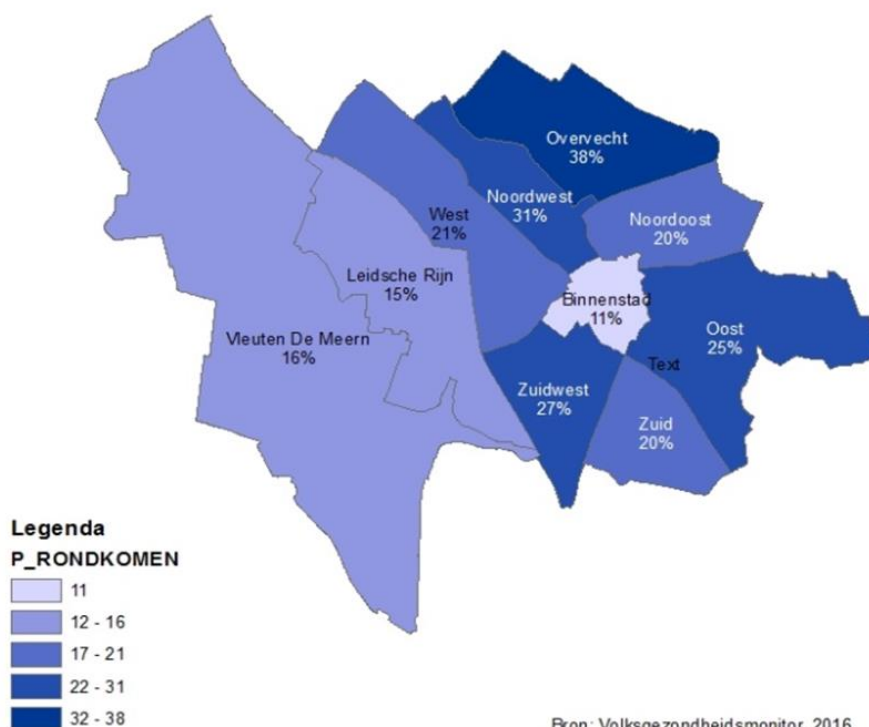 Overvecht
38%
Noordwest
31%
Noordoost
20%
West
21%
Leidsche Rijn
15%
Binnenstad
11%
Vleuten De Meern
16%
Oost
25%
Text
Zuidwest
27%
Zuid
20%
Legenda
P_RONDKOMEN
11
12 - 16
17 - 21
22 - 31
32 - 38
Bron: Volksgezondheidsmonitor, 2016